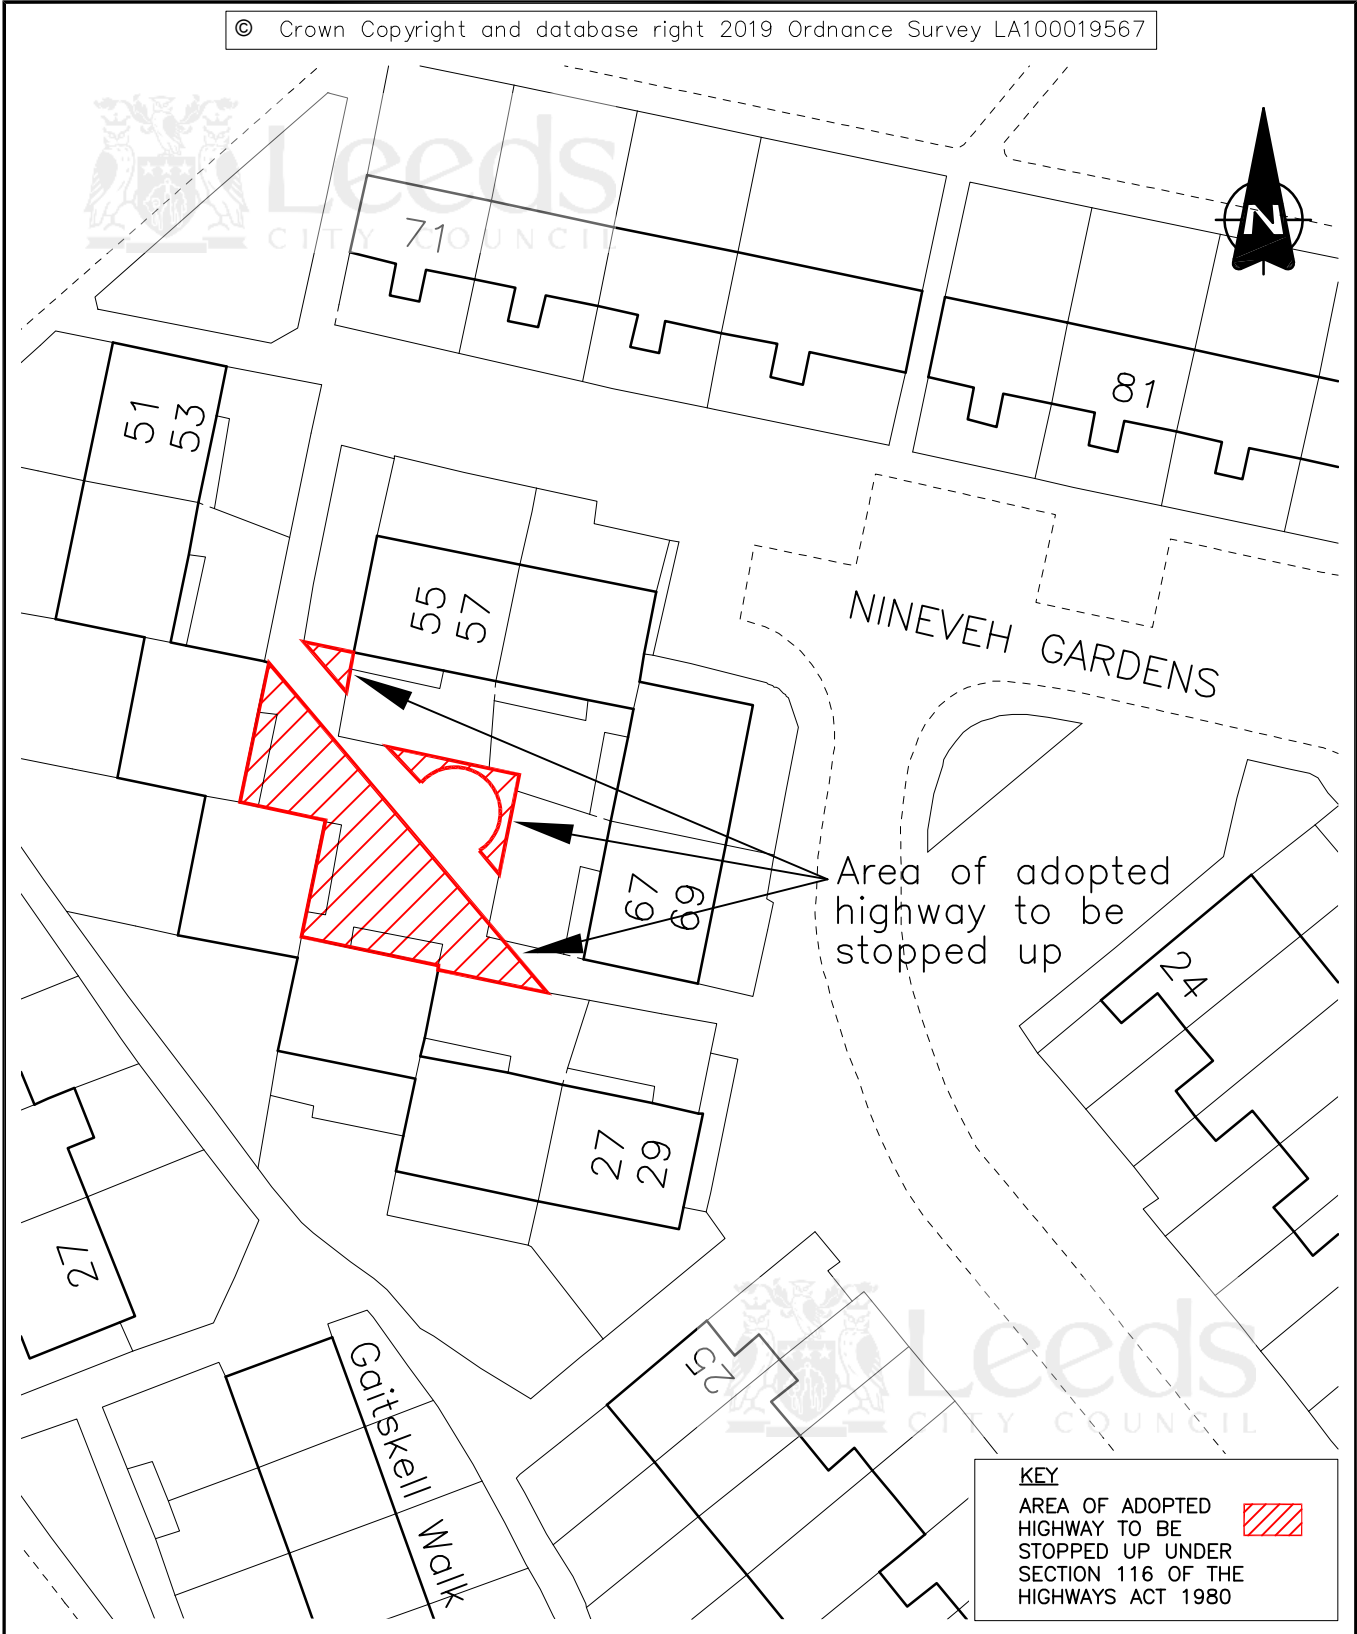 © Crown Copyright and database right 2019 Ordnance Survey LA100019567
Leeds
CITY COUNCIL
N
71
81
51
53
55
57
NINEVEH GARDENS
67
69
Area of adopted
highway to be
stopped up
24
27
29
27
25
Gaitskell Walk
Leeds
CITY COUNCIL
KEY
AREA OF ADOPTED
HIGHWAY TO BE
STOPPED UP UNDER
SECTION 116 OF THE
HIGHWAYS ACT 1980